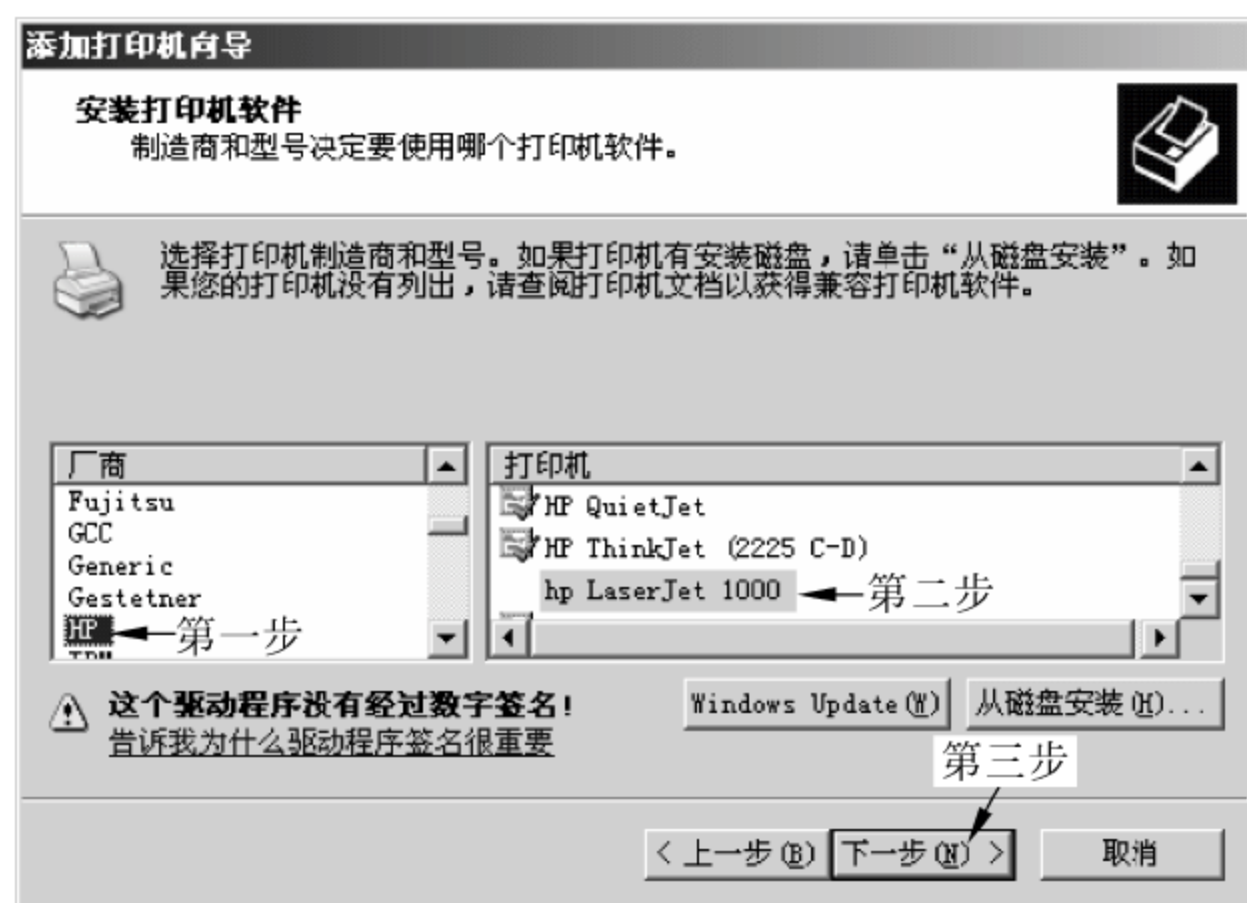 添加打印机向导
安装打印机软件
制造商和型号决定要使用哪个打印机软件。
选择打印机制造商和型号。如果打印机有安装磁盘，请单击“从磁盘安装”。如
果您的打印机没有列出，请查阅打印机文档以获得兼容打印机软件。
厂商
Fujitsu
GCC
Generic
Gestetner
HP 第一步
打印机
HP QuietJet
HP ThinkJet (2225 C-D)
hp LaserJet 1000 第二步
这个驱动程序没有经过数字签名！
告诉我为什么驱动程序签名很重要
Windows Update(W)
从磁盘安装(H)...
第三步
< 上一步(B)
下一步(N) >
取消